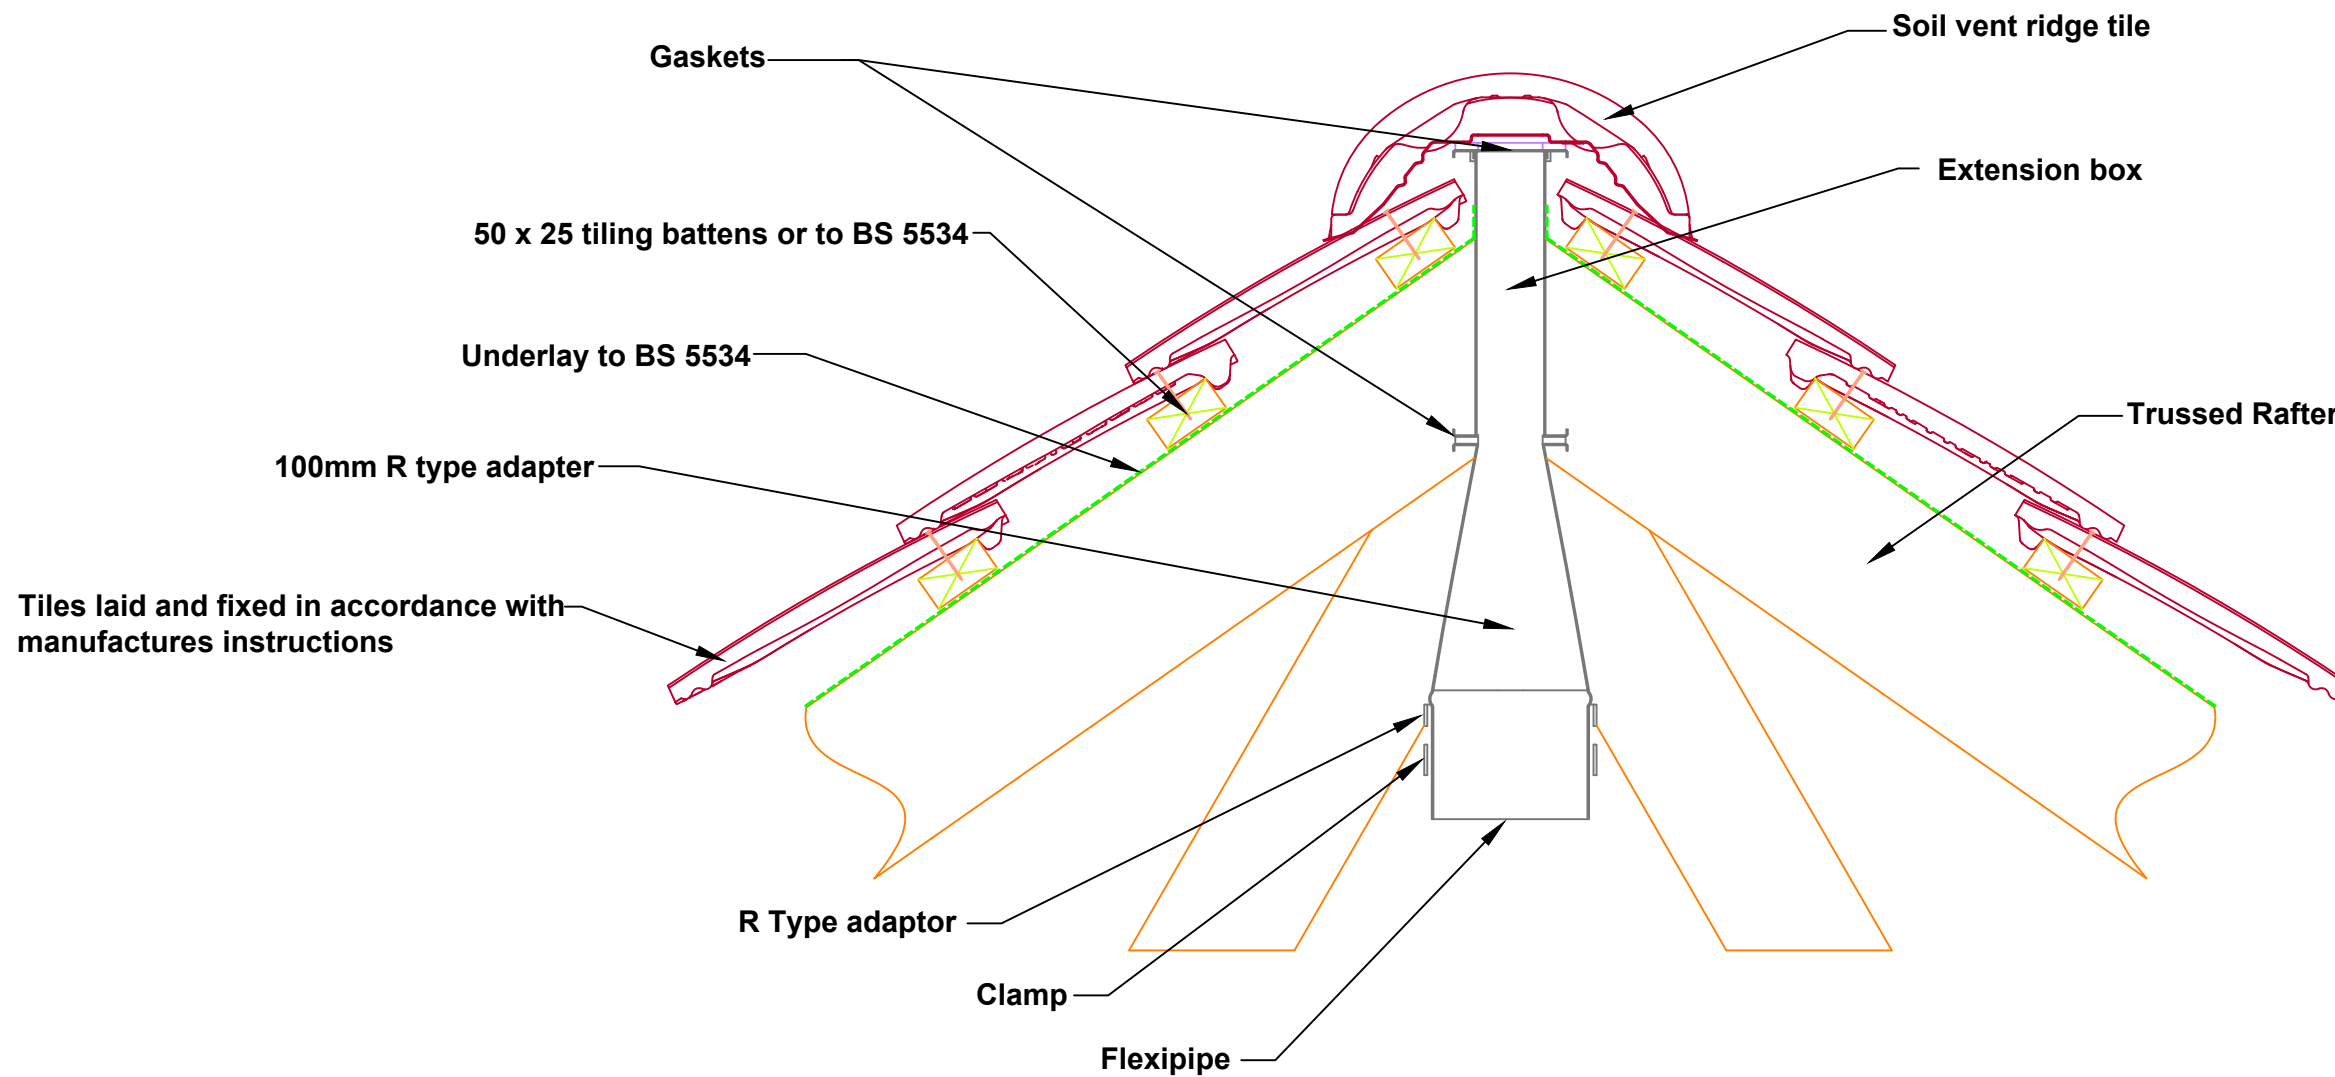 Soil vent ridge tile
Gaskets
Extension box
50 x 25 tiling battens or to BS 5534
Underlay to BS 5534
Trussed Rafter
100mm R type adapter
Tiles laid and fixed in accordance with
manufactures instructions
R Type adaptor
Clamp
Flexipipe